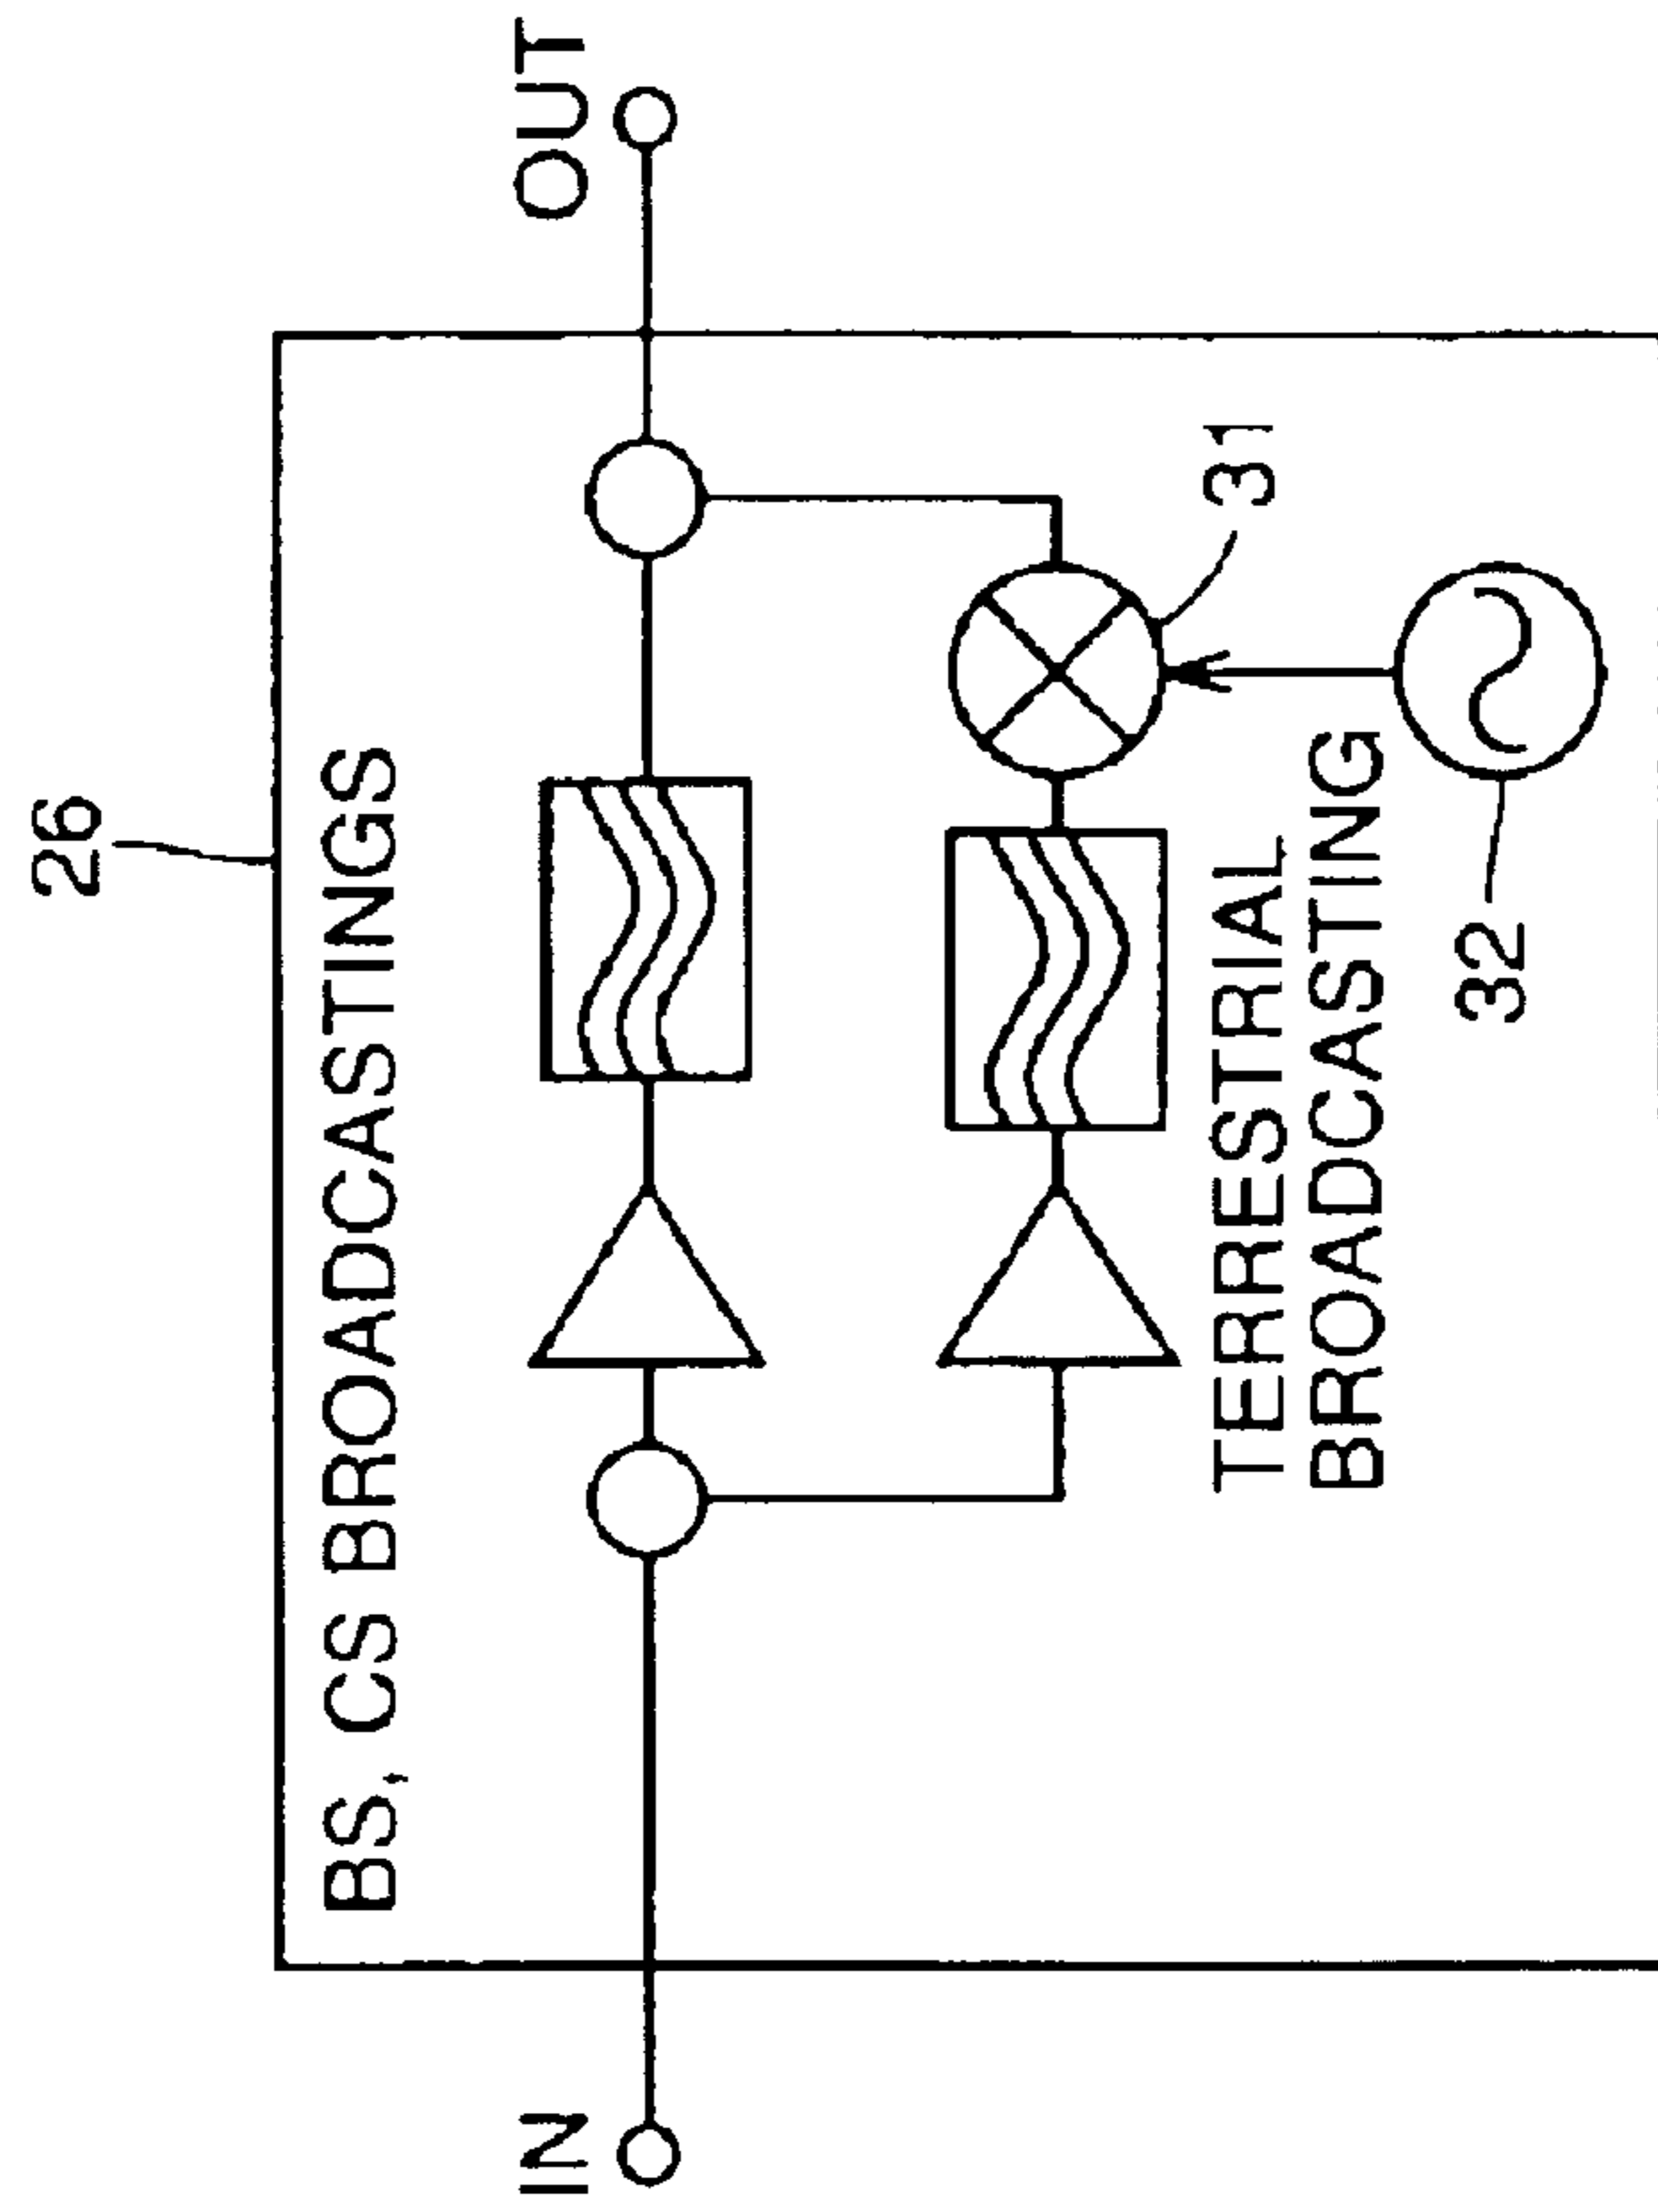 26
BS, CS BROADCASTINGS
IN
OUT
31
TERRESTRIAL
BROADCASTING
32